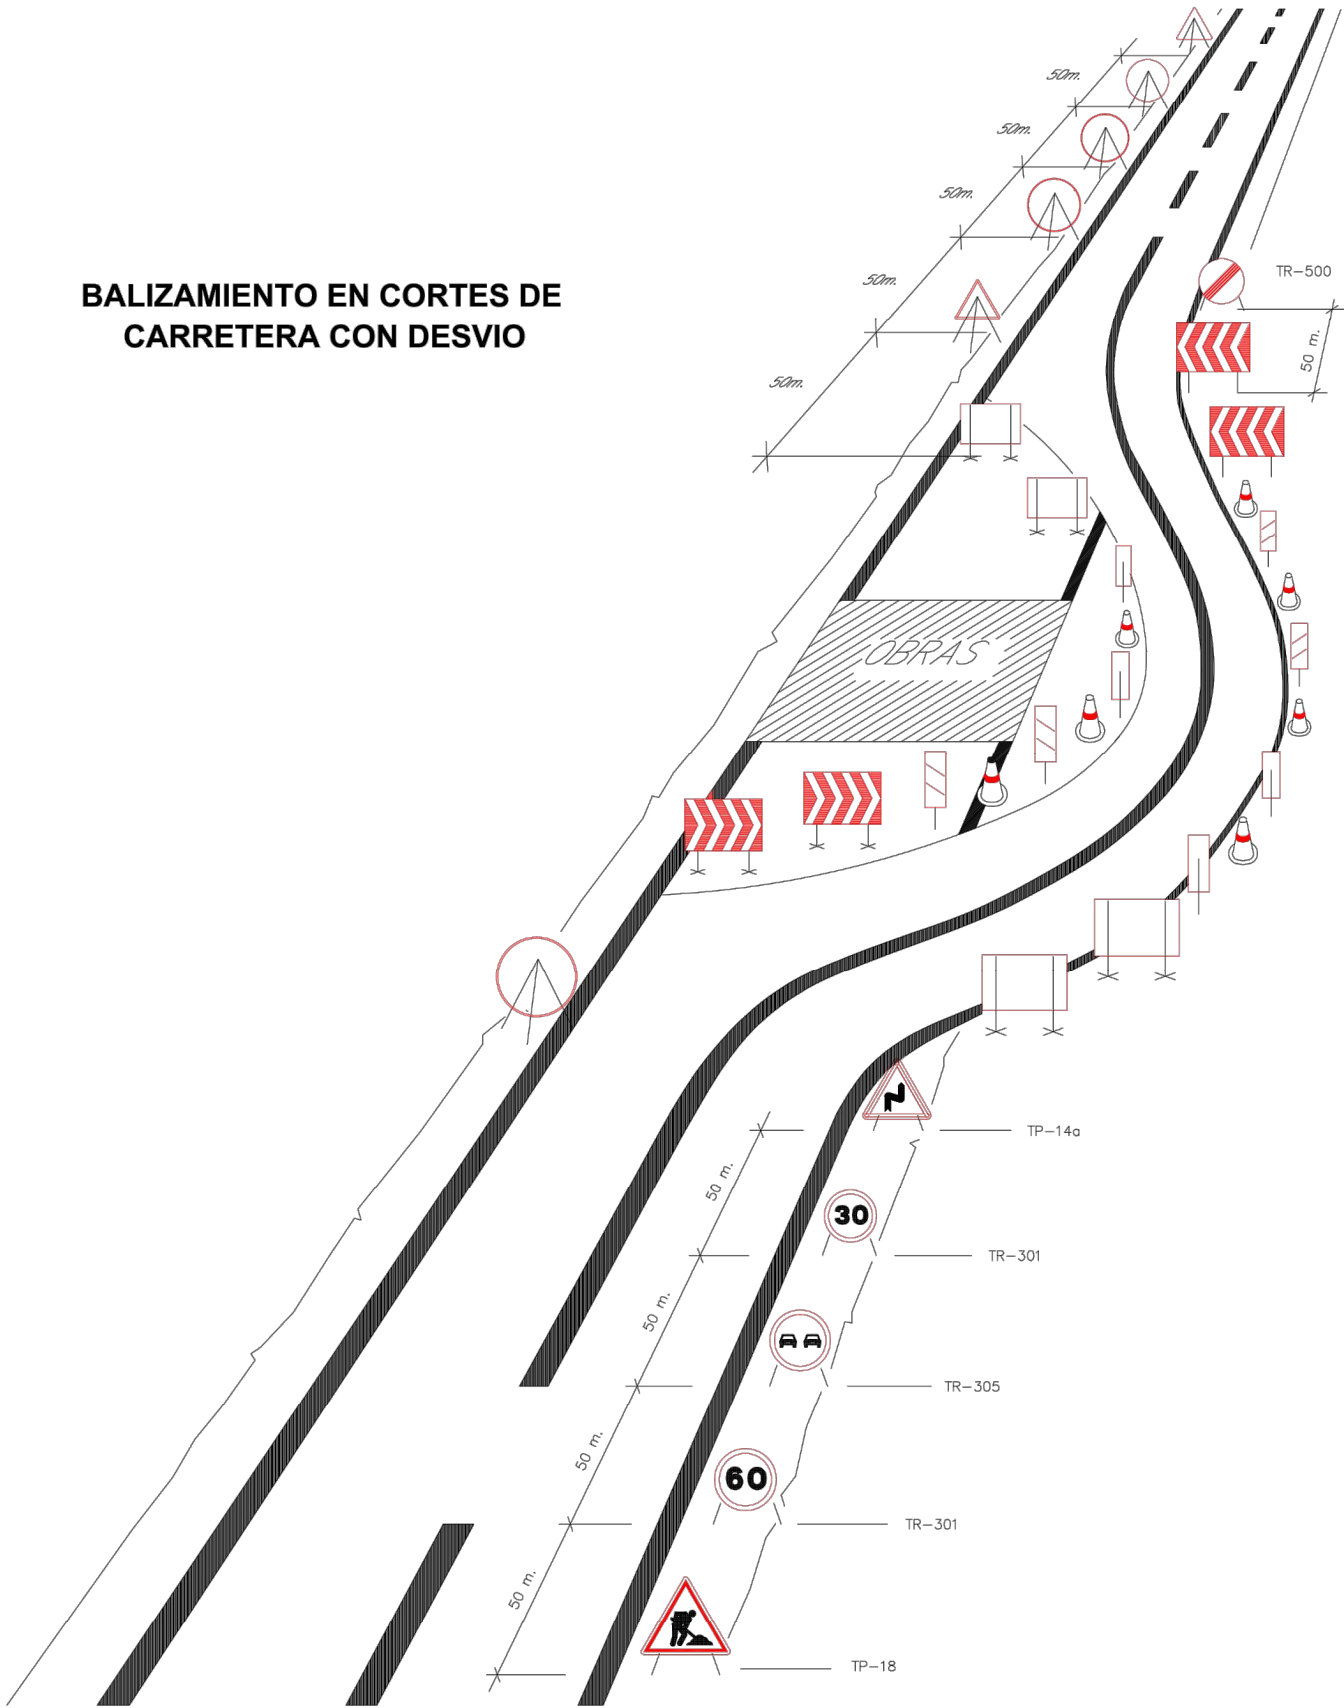 50m.
50m.
50m.
TR-500
50m.
BALIZAMIENTO EN CORTES DE
CARRETERA CON DESVIO
50 m.
50m.
OBRAS
TP-14a
50 m.
30
TR-301
50 m.
TR-305
50 m.
60
TR-301
50 m.
TP-18